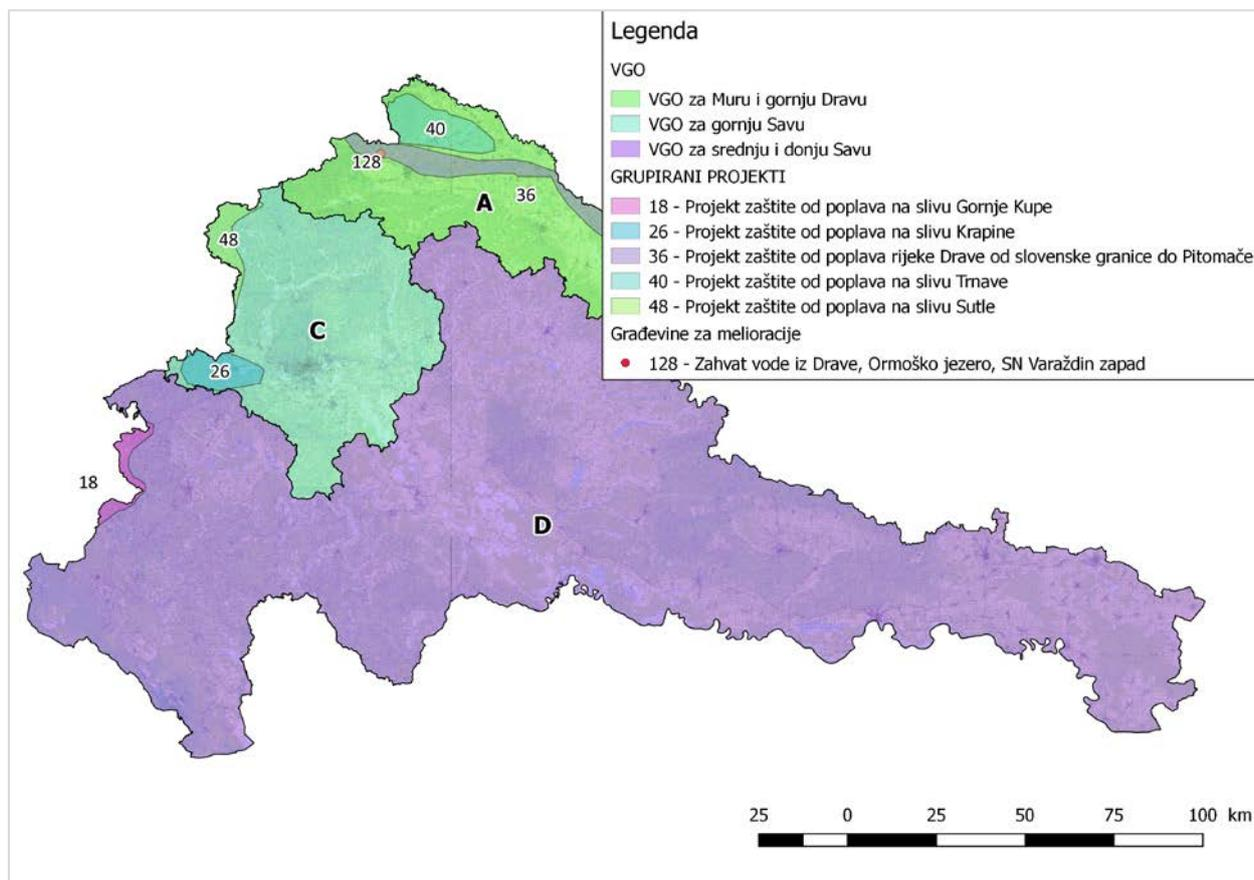 Legenda
VGO
VGO za Muru i gornju Dravu
VGO za gornju Savu
VGO za srednju i donju Savu
GRUPIRANI PROJEKTI
18 - Projekt zaštite od poplava na slivu Gornje Kupe
26 - Projekt zaštite od poplava na slivu Krapine
36 - Projekt zaštite od poplava rijeke Drave od slovenske granice do Pitomače
40 - Projekt zaštite od poplava na slivu Trnave
48 - Projekt zaštite od poplava na slivu Sutle
Građevine za melioracije
128 - Zahvat vode iz Drave, Ormoško jezero, SN Varaždin zapad
40
128
36
A
48
C
26
18
D
25 0 25 50 75 100 km